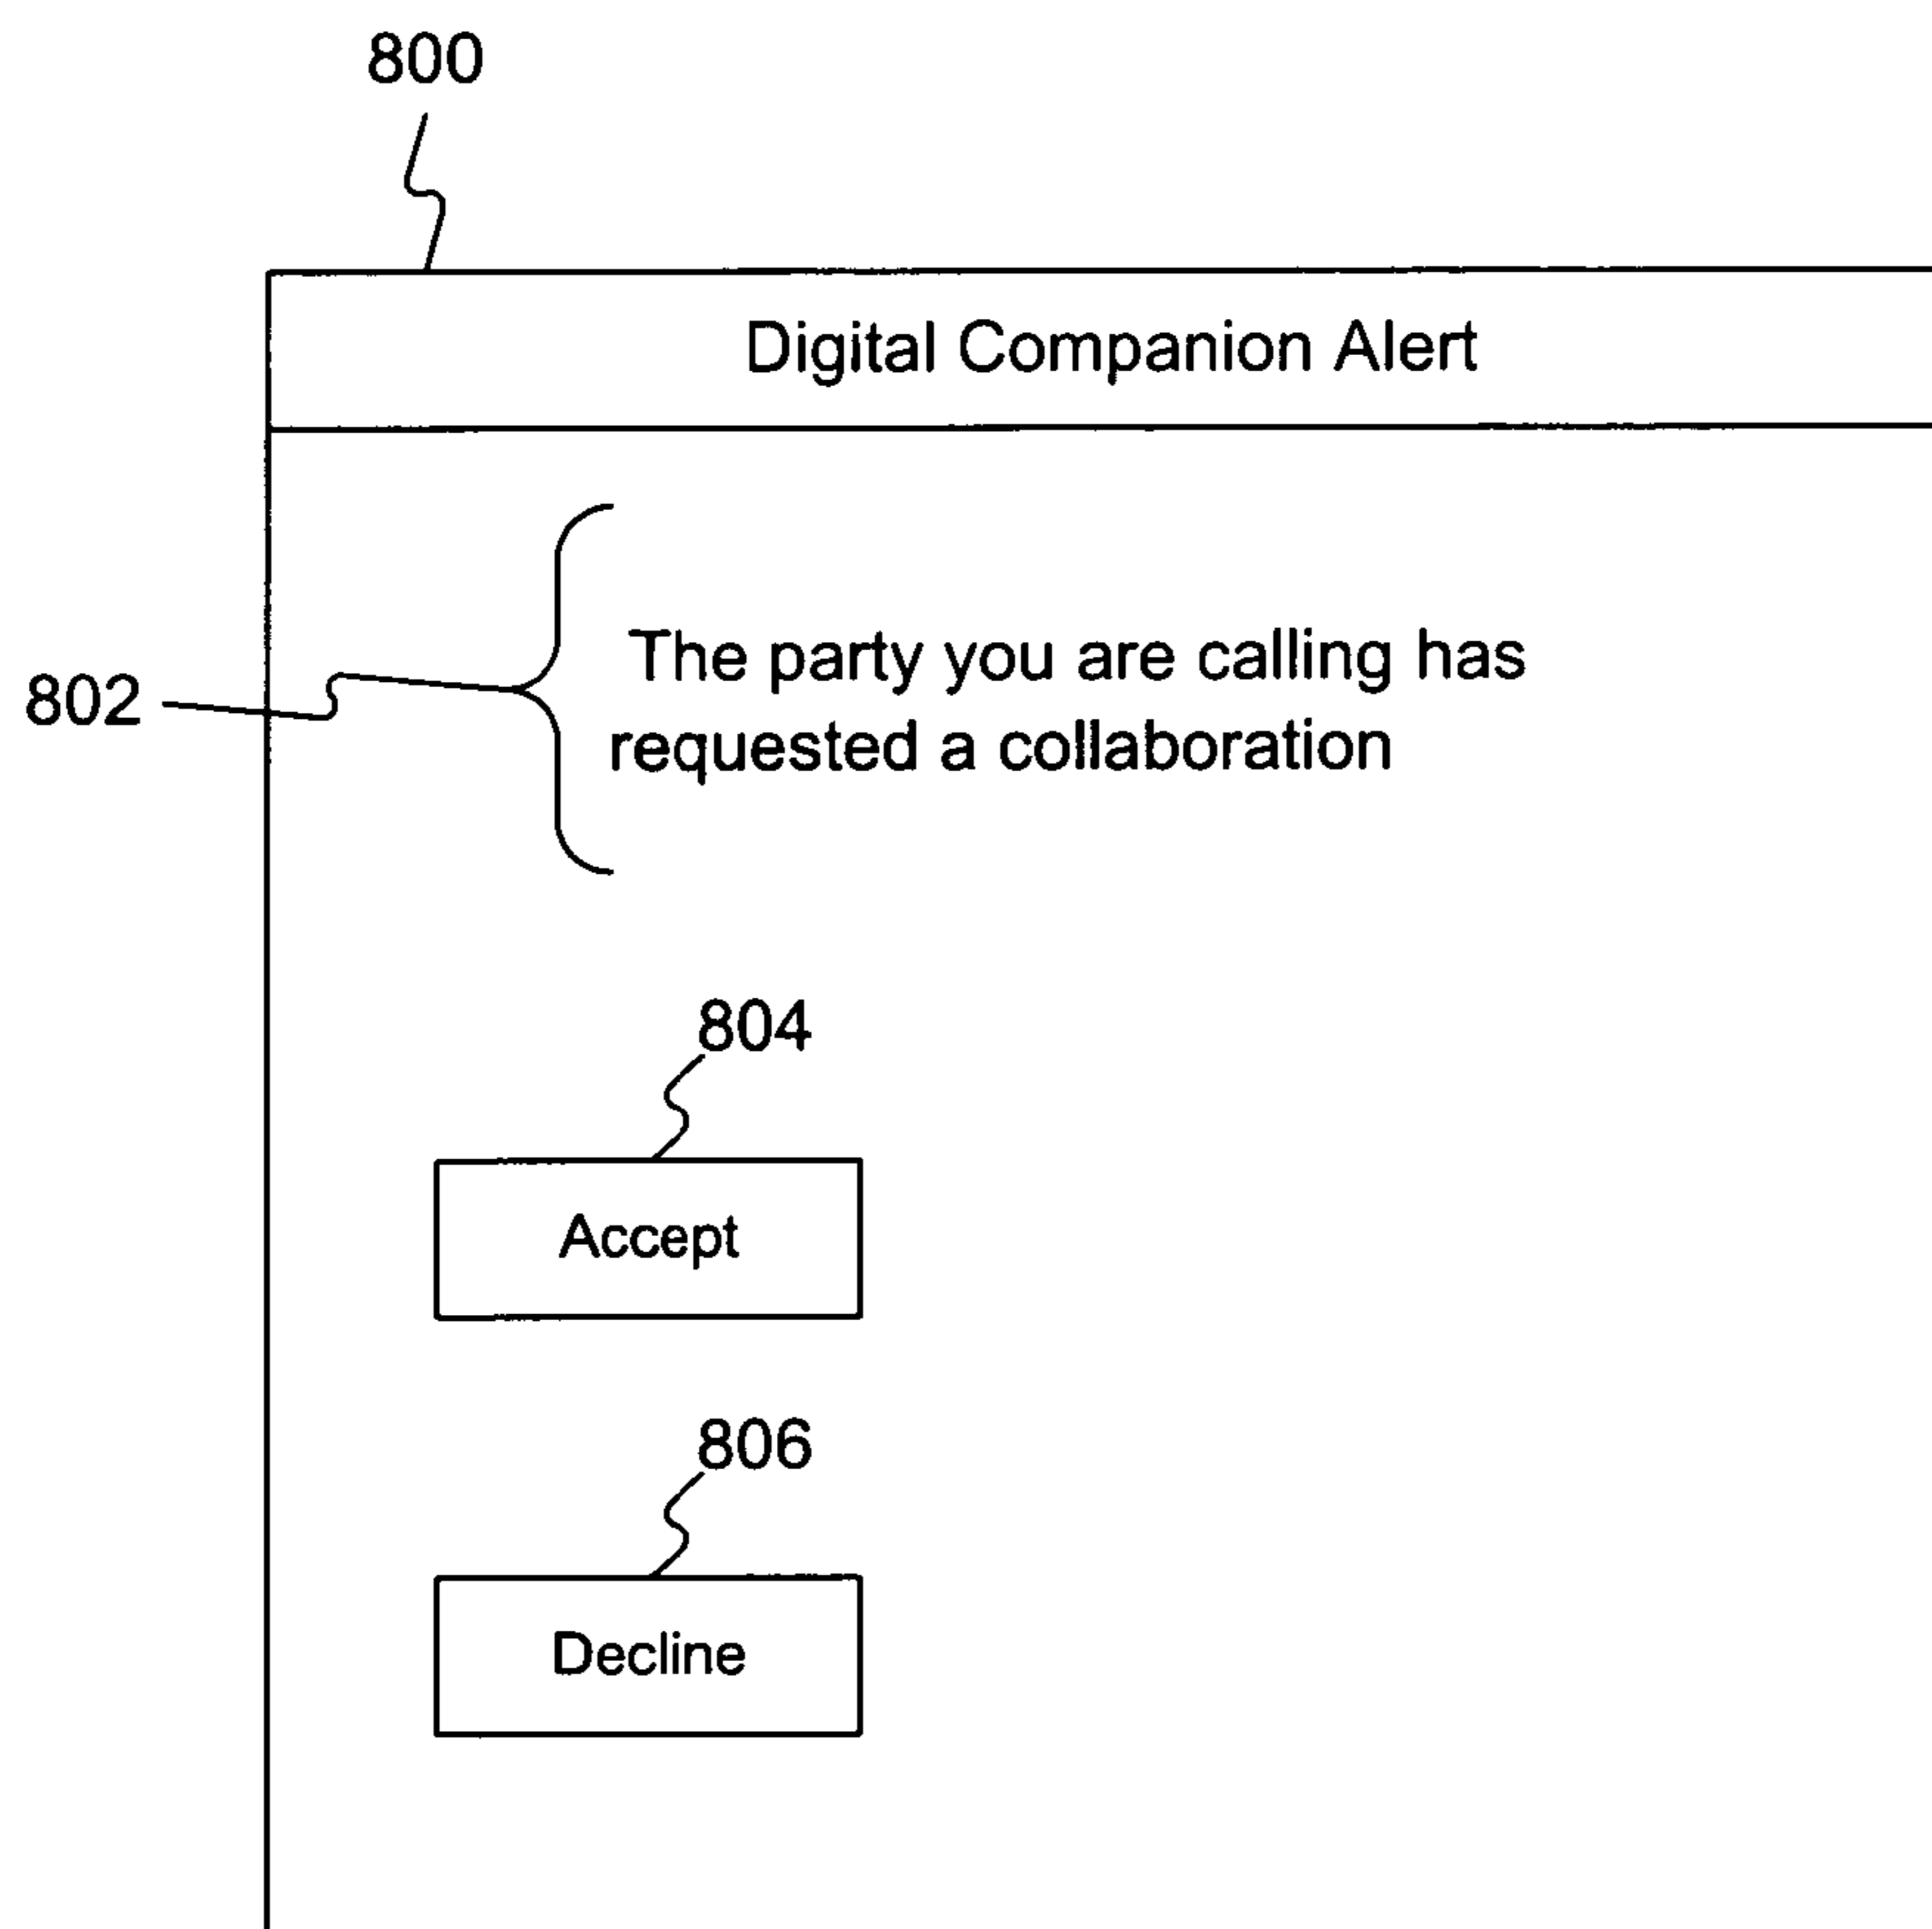 800
Digital Companion Alert
The party you are calling has
requested a collaboration
802
804
Accept
806
Decline